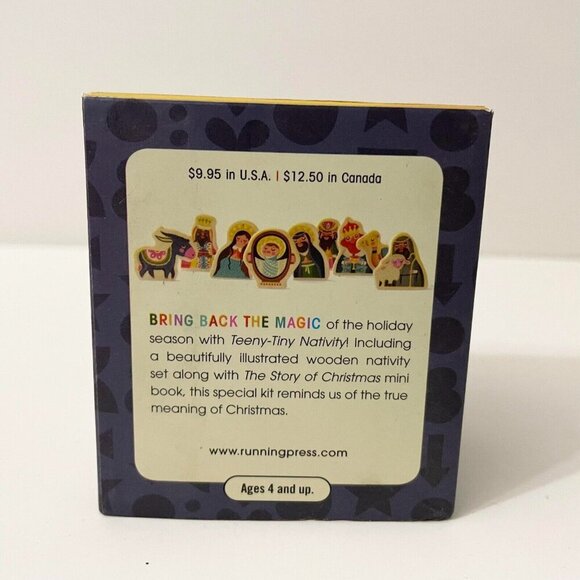 $9.95 in U.S.A. | $12.50 in Canada
BRING BACK THE MAGIC of the holiday
season with Teeny-Tiny Nativity! Including
a beautifully illustrated wooden nativity
set along with The Story of Christmas mini
book, this special kit reminds us of the true
meaning of Christmas.
www.runningpress.com
Ages 4 and up.